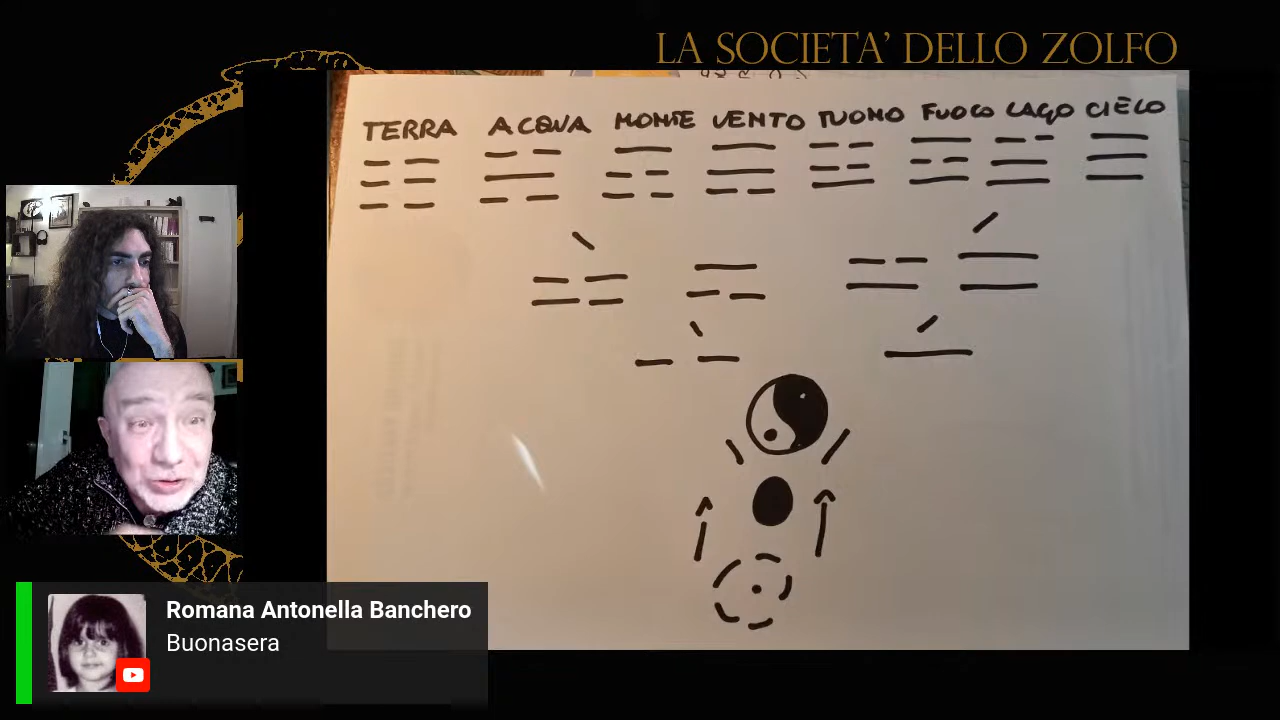 LA SOCIETA' DELLO ZOLFO
TERRA ACQUA MONTE VENTO TUONO FUOCO LAGO CIELO
Romana Antonella Banchero
Buonasera